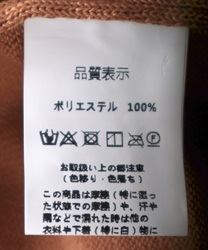 品質表示
ポリエステル 100%
お取扱い上の御注意
(色移り・色落ち)
この商品は摩擦(特に湿っ
た状態での摩擦)や、汗や
雨などで濡れた時は他の
衣料や下着(特に白)物に